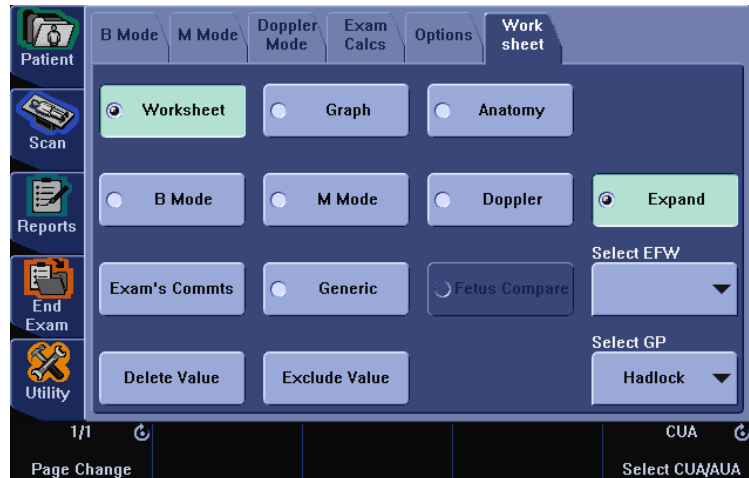 Patient
B Mode
M Mode
Doppler
Mode
Exam
Calcs
Options
Work
sheet
Worksheet
Graph
Anatomy
Scan
B Mode
M Mode
Doppler
Expand
Reports
Select EFW
Exam's Commts
Generic
Fetus Compare
End
Exam
Select GP
Delete Value
Exclude Value
Hadlock
Utility
1/1
CUA
Page Change
Select CUA/AUA